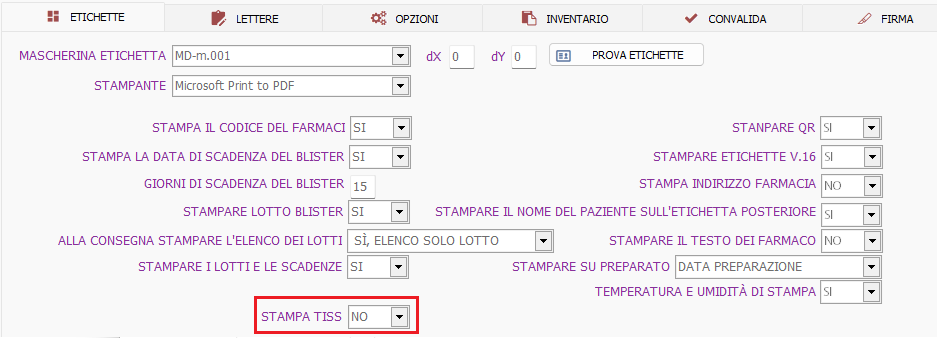 ETICHETTE LETTERE OPZIONI INVENTARIO CONVALIDA FIRMA
MASCHERINA ETICHETTA MD-m.001 dX 0 dY 0 PROVA ETICHETTE
STAMPANTE Microsoft Print to PDF
STAMPA IL CODICE DEL FARMACI SI STANPARE QR SI
STAMPA LA DATA DI SCADENZA DEL BLISTER SI STAMPARE ETICHETTE V.16 SI
GIORNI DI SCADENZA DEL BLISTER 15 STAMPA INDIRIZZO FARMACIA NO
STAMPARE LOTTO BLISTER SI STAMPARE IL NOME DEL PAZIENTE SULL'ETICHETTA POSTERIORE SI
ALLA CONSEGNA STAMPARE L'ELENCO DEI LOTTI SÌ, ELENCO SOLO LOTTO STAMPARE IL TESTO DEI FARMACO NO
STAMPARE I LOTTI E LE SCADENZE SI STAMPARE SU PREPARATO DATA PREPARAZIONE
TEMPERATURA E UMIDITÀ DI STAMPA SI
STAMPA TISS NO